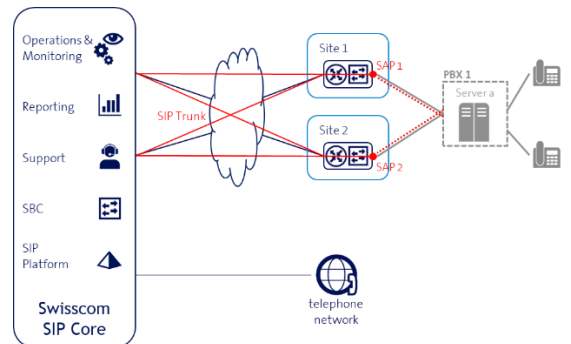 Operations &
Monitoring
Reporting
Support
SBC
SIP
Platform
Swisscom
SIP Core
SIP Trunk
Site 1
SAP 1
Site 2
SAP 2
PBX 1
Server a
telephone
network